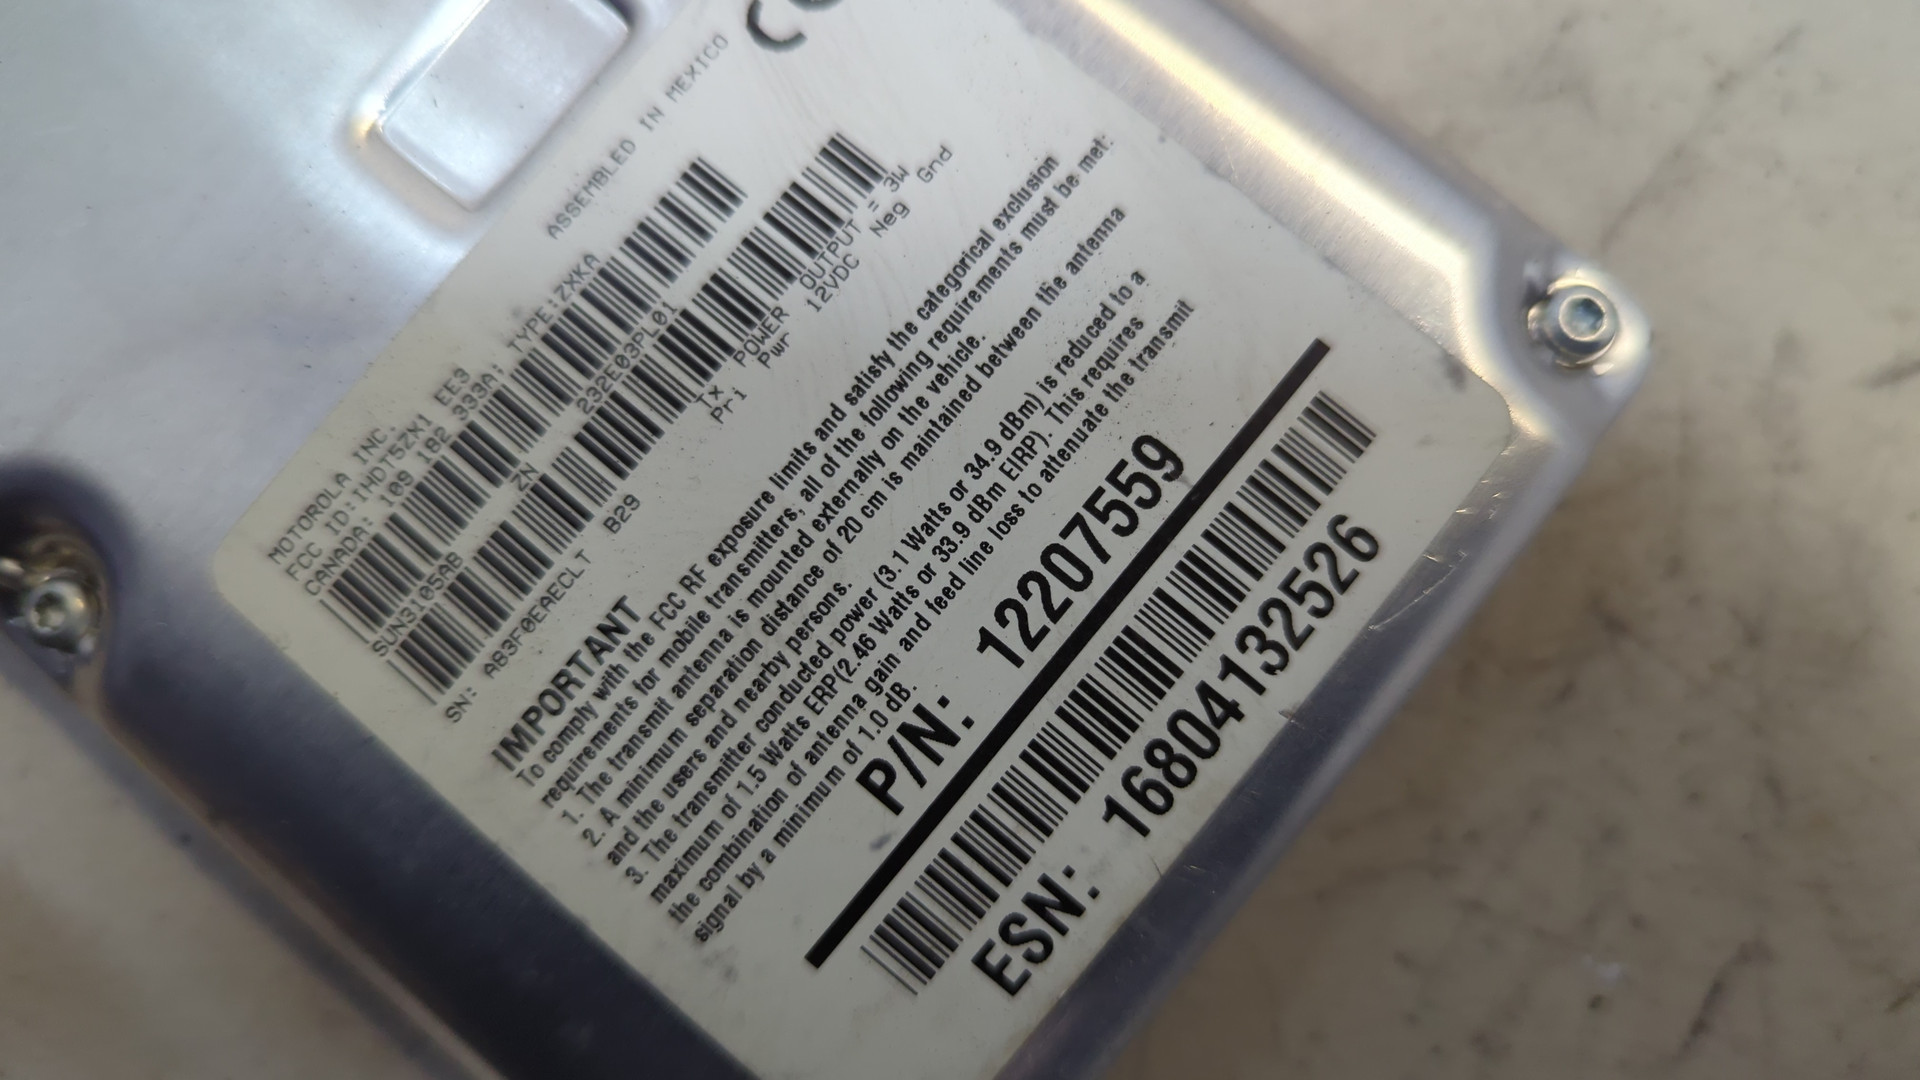 CE
ASSEMBLED IN MEXICO
MOTOROLA INC.
FCC ID:IHDT5ZX1 EE3
CANADA: 109 182 333A; TYPE:ZXKA
SUN3105AB ZN 232E03PL01
SN: A83F0EAECLT B29
Tx POWER OUTPUT = 3W
Pri Pwr 12VDC Neg Gnd
IMPORTANT
To comply with the FCC RF exposure limits and satisfy the categorical exclusion
requirements for mobile transmitters, all of the following requirements must be met:
1. The transmit antenna is mounted externally on the vehicle.
2. A minimum separation distance of 20 cm is maintained between the antenna
and the users and nearby persons.
3. The transmitter conducted power (3.1 Watts or 34.9 dBm) is reduced to a
maximum of 1.5 Watts ERP(2.46 Watts or 33.9 dBm EIRP). This requires
the combination of antenna gain and feed line loss to attenuate the transmit
signal by a minimum of 1.0 dB.
P/N: 12207559
ESN: 16804132526